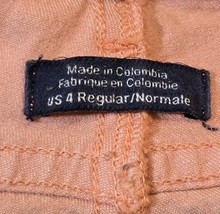 Made in Colombia
Fabriqué en Colombie
US 4 Regular/Normale